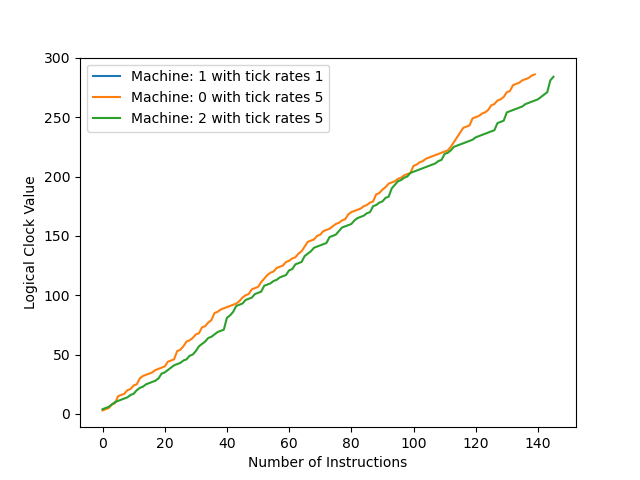 Machine: 1 with tick rates 1
Machine: 0 with tick rates 5
Machine: 2 with tick rates 5
Logical Clock Value
300
250
200
150
100
50
0
0 20 40 60 80 100 120 140
Number of Instructions